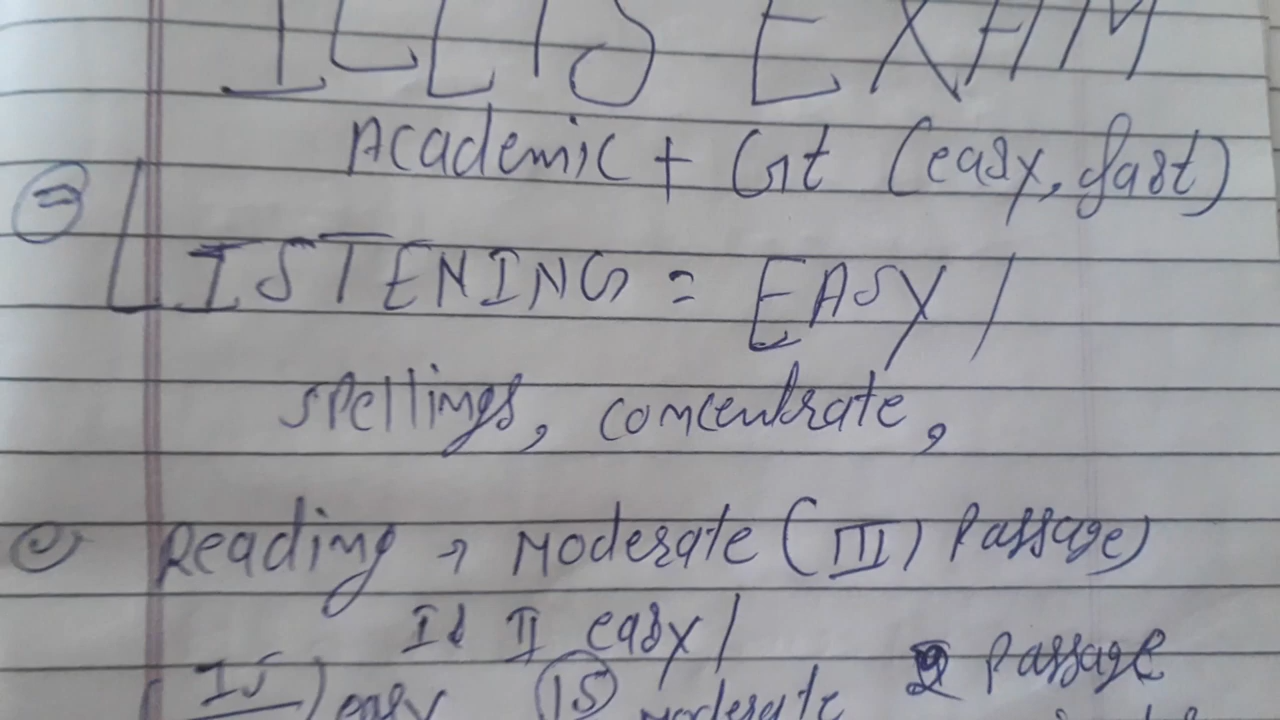 IELTS EXAM
Academic + Gt (easy, fast)
LISTENING = EASY /
spellings, concentrate,
Reading → Moderate (III) Passage)
I & II easy /
2 Passage
15) easy (15) moderate